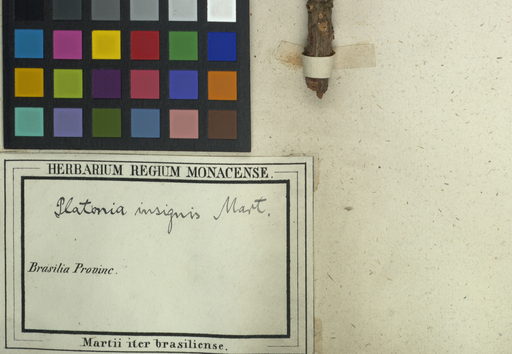 HERBARIUM REGIUM MONACENSE.
Platonia insignis Mart.
Brasilia Provinc.
Martii iter brasiliense.